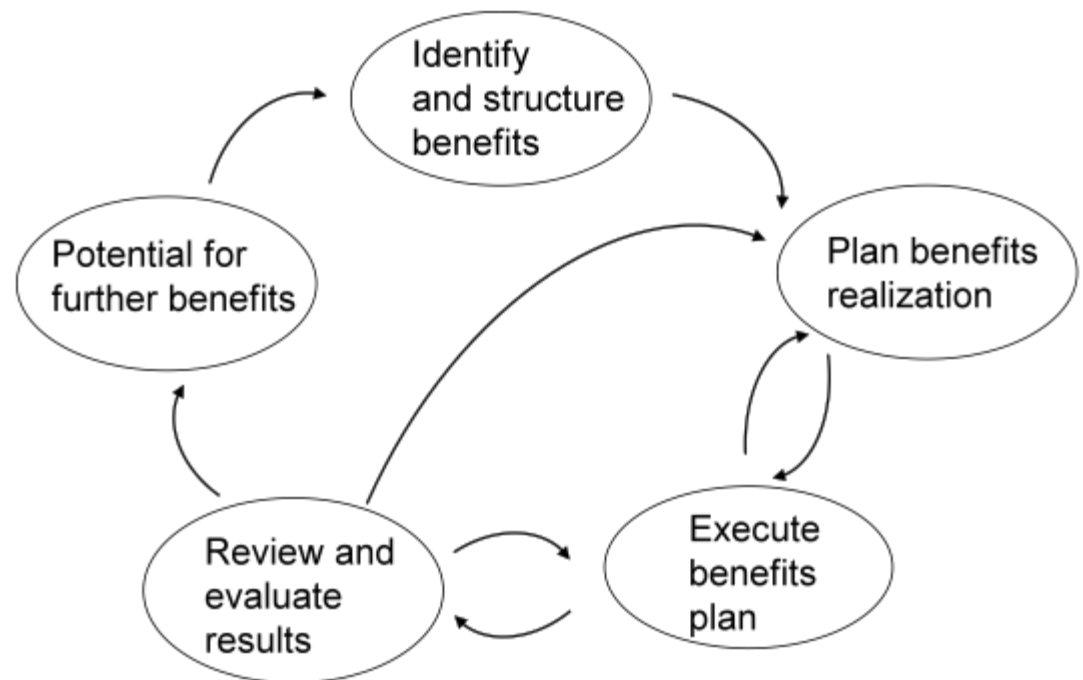 Identify
and structure
benefits
Plan benefits
realization
Execute
benefits
plan
Review and
evaluate
results
Potential for
further benefits